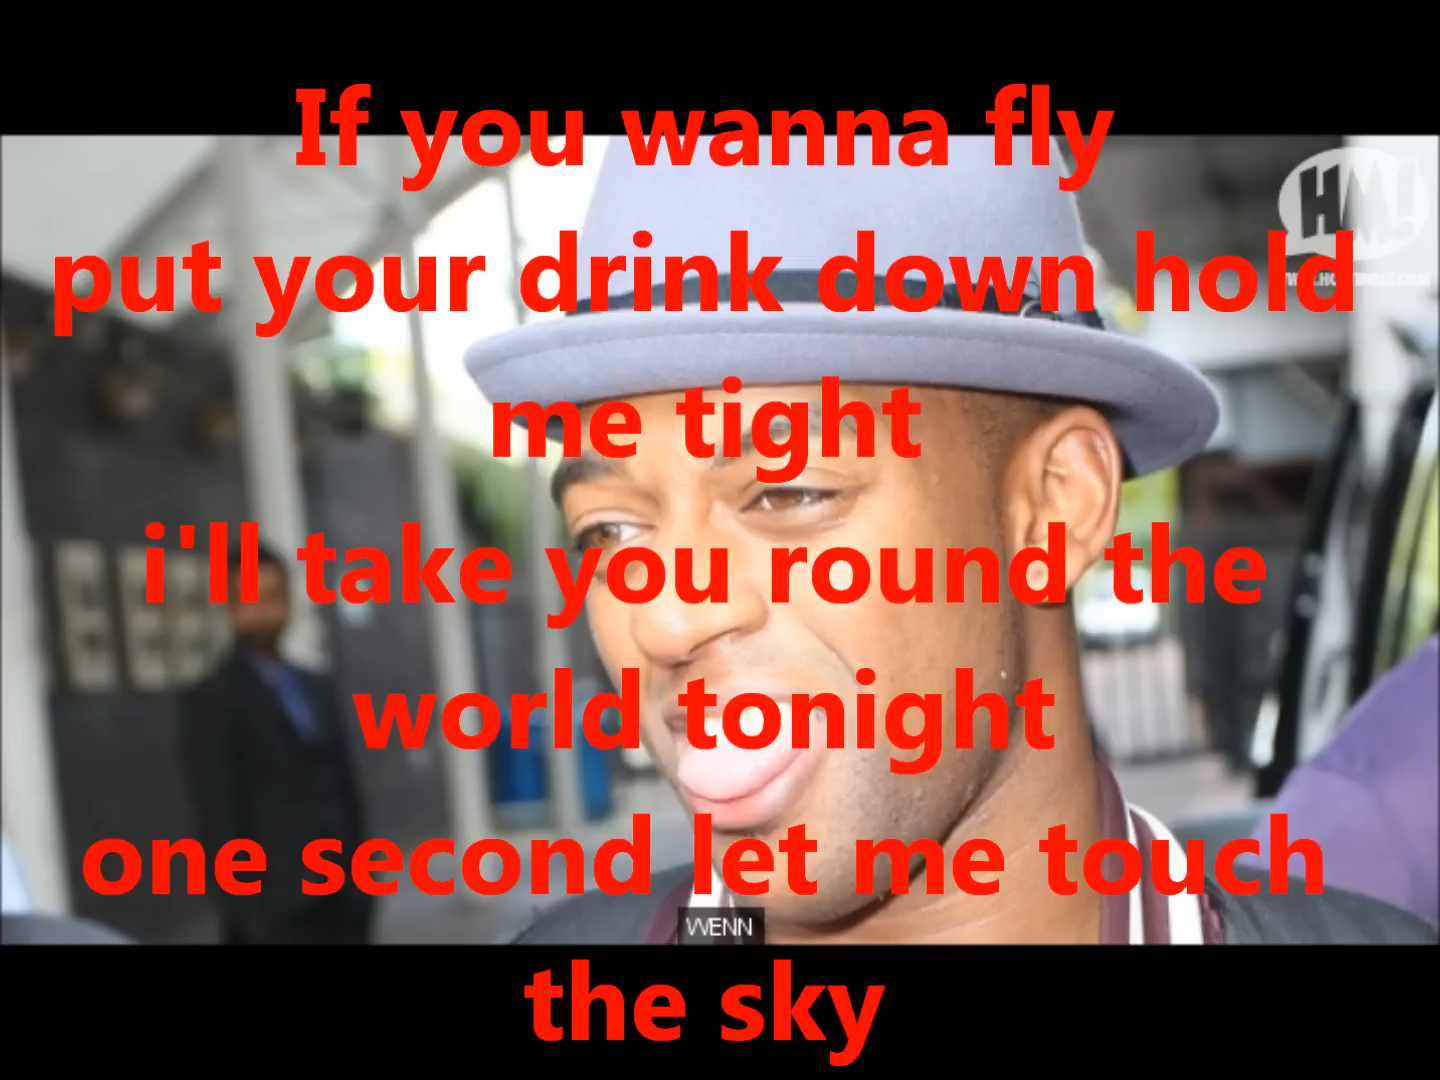 If you wanna fly
put your drink down hold
me tight
i'll take you round the
world tonight
one second let me touch
the sky
HM!
WENN